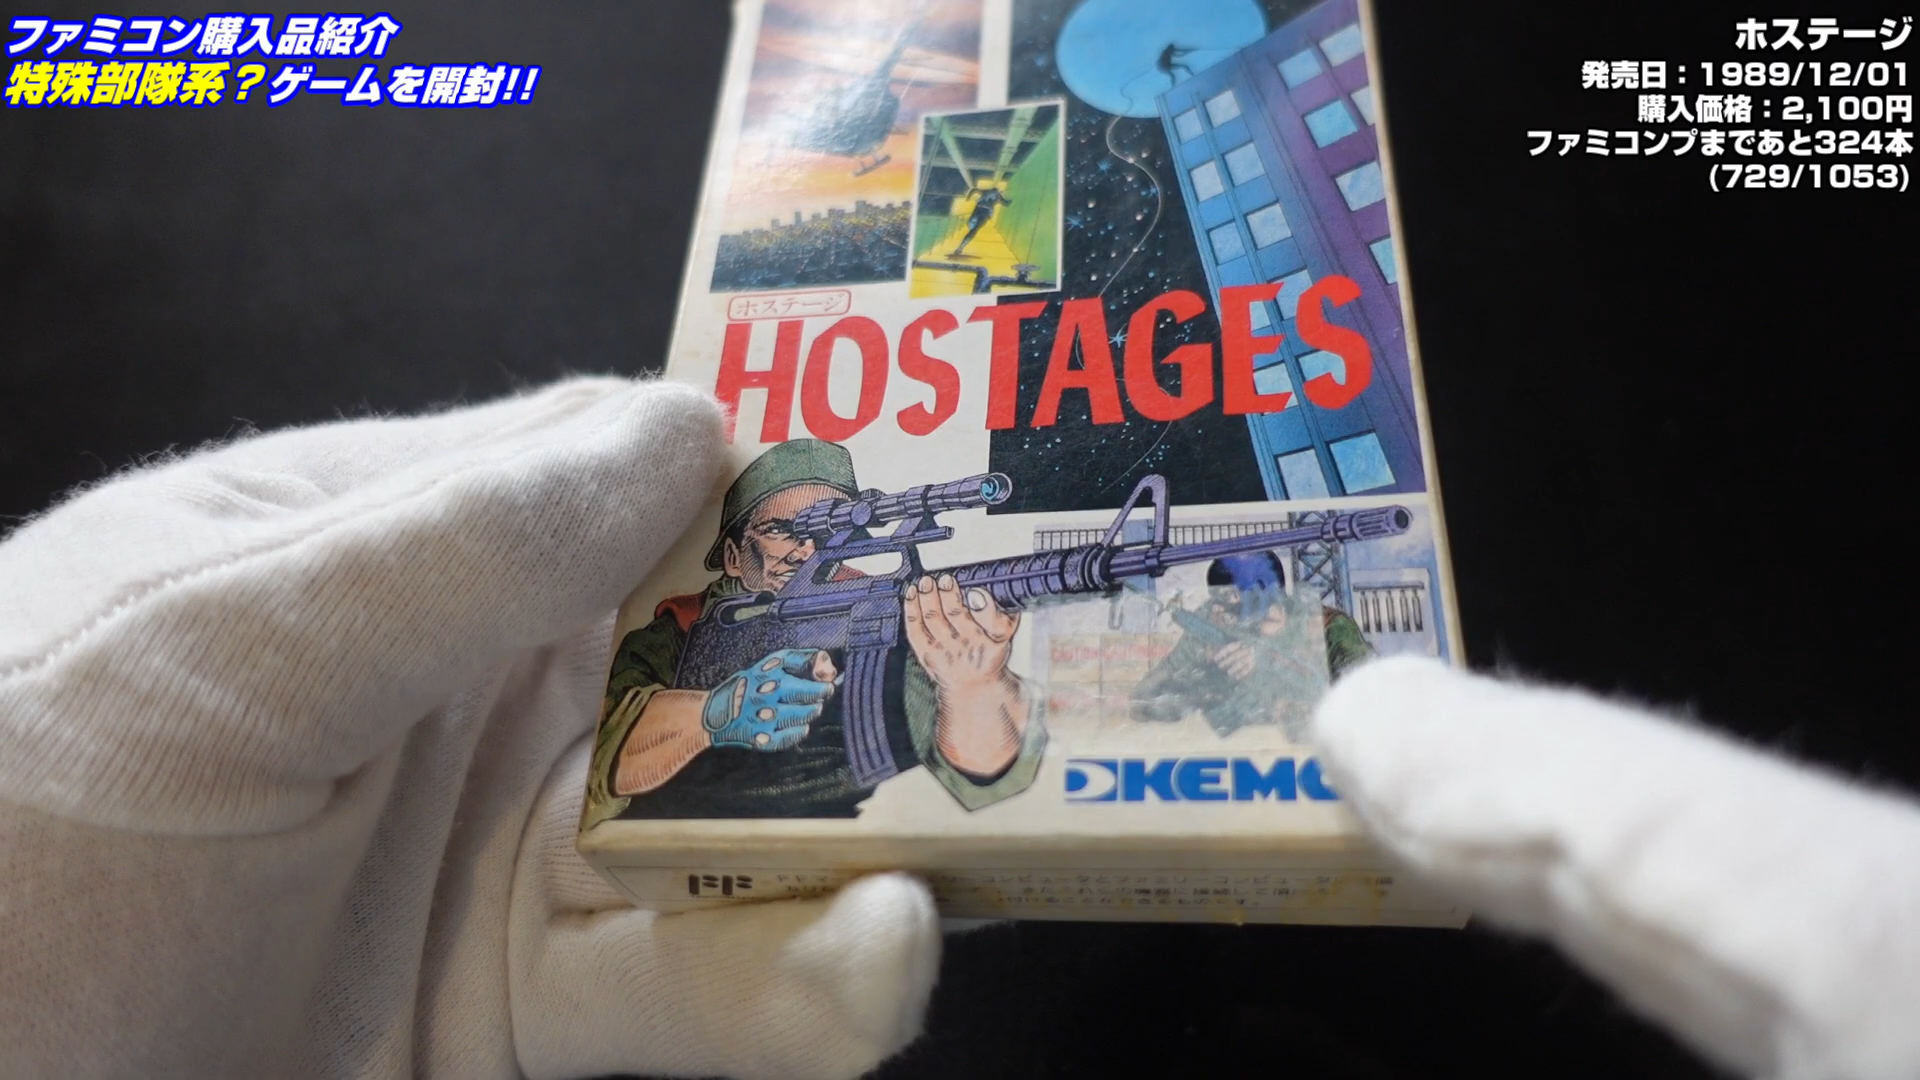 ファミコン購入品紹介
特殊部隊系？ゲームを開封!!
ホステージ
発売日：1989/12/01
購入価格：2,100円
ファミコンプまであと324本
(729/1053)
ホステージ
HOSTAGES
KEMC
FF